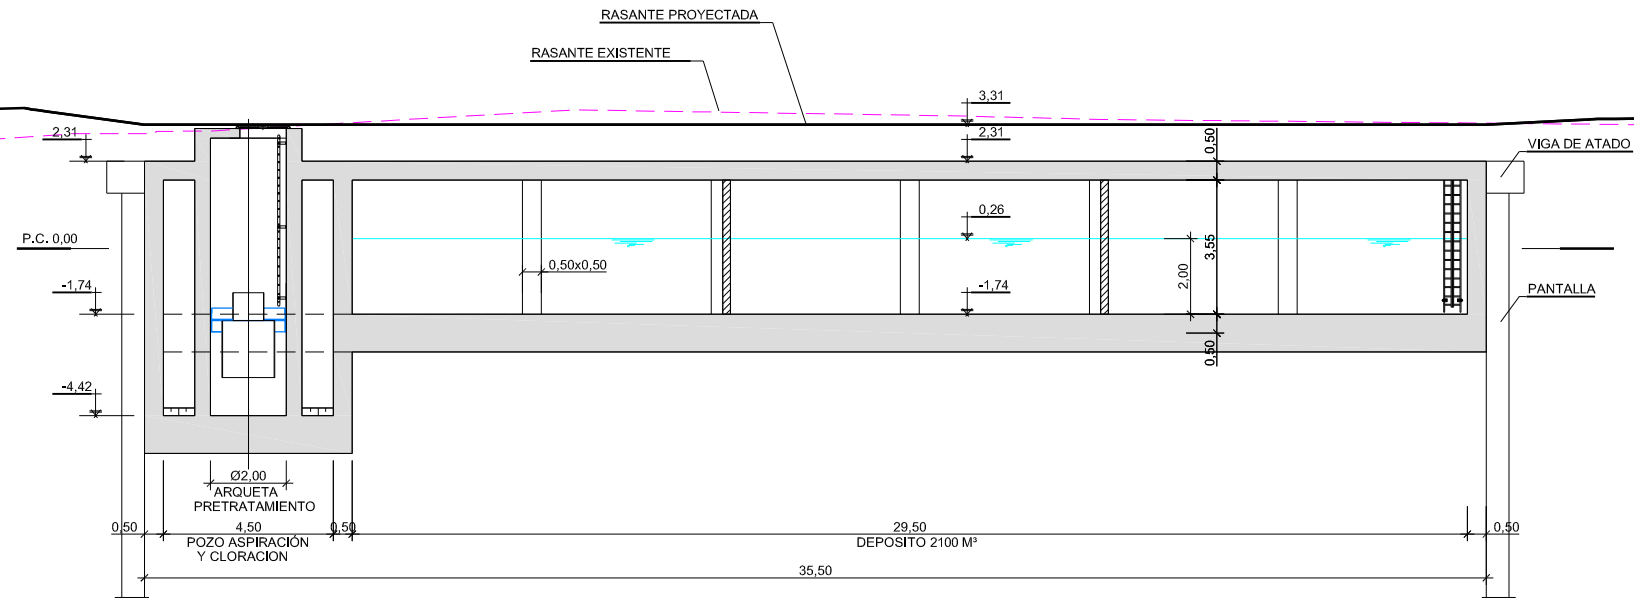 RASANTE PROYECTADA
RASANTE EXISTENTE
3,31
2,31
2,31
0,50
VIGA DE ATADO
P.C. 0,00
0,26
3,55
0,50x0,50
2,00
-1,74
-1,74
PANTALLA
0,50
-4,42
Ø2,00
ARQUETA
PRETRATAMIENTO
0,50
4,50
0,50
29,50
0,50
POZO ASPIRACIÓN
Y CLORACION
DEPOSITO 2100 M³
35,50